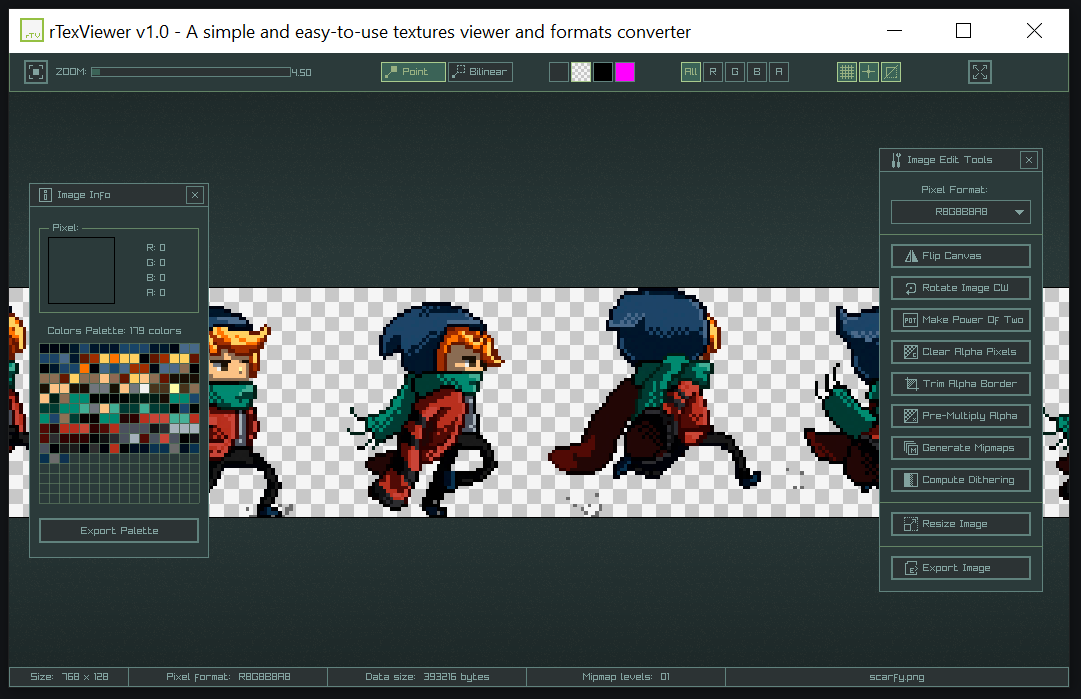 rTV rTexViewer v1.0 - A simple and easy-to-use textures viewer and formats converter
ZOOM: 4.50 Point Bilinear All R G B A
Image Info
Pixel:
R: 0
G: 0
B: 0
A: 0
Colors Palette: 179 colors
Export Palette
Image Edit Tools
Pixel Format:
R8G8B8A8
Flip Canvas
Rotate Image CW
POT Make Power Of Two
Clear Alpha Pixels
Trim Alpha Border
Pre-Multiply Alpha
Generate Mipmaps
Compute Dithering
Resize Image
Export Image
Size: 768 x 128 Pixel format: R8G8B8A8 Data size: 393216 bytes Mipmap levels: 01 scarfy.png